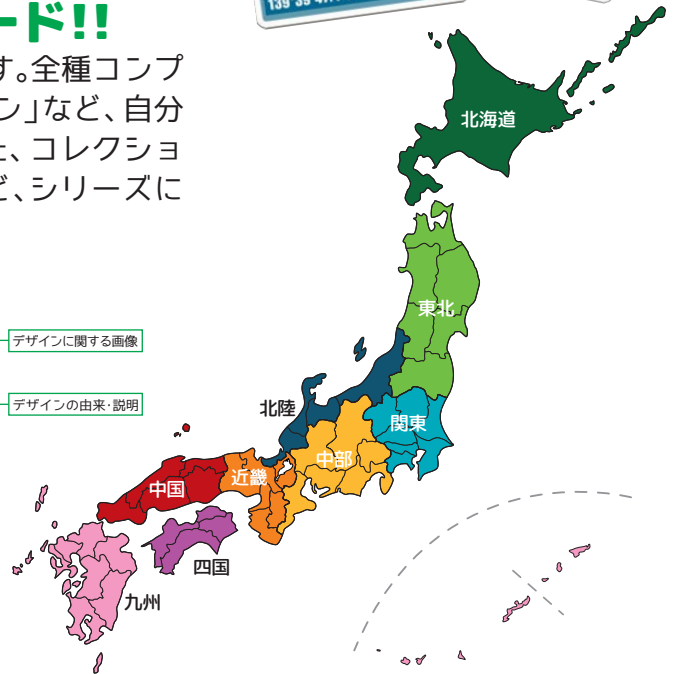 ード!!
す。全種コンプ
ン」など、自分
、コレクショ
ど、シリーズに
デザインに関する画像
デザインの由来・説明
北海道
東北
北陸
関東
中部
近畿
中国
四国
九州